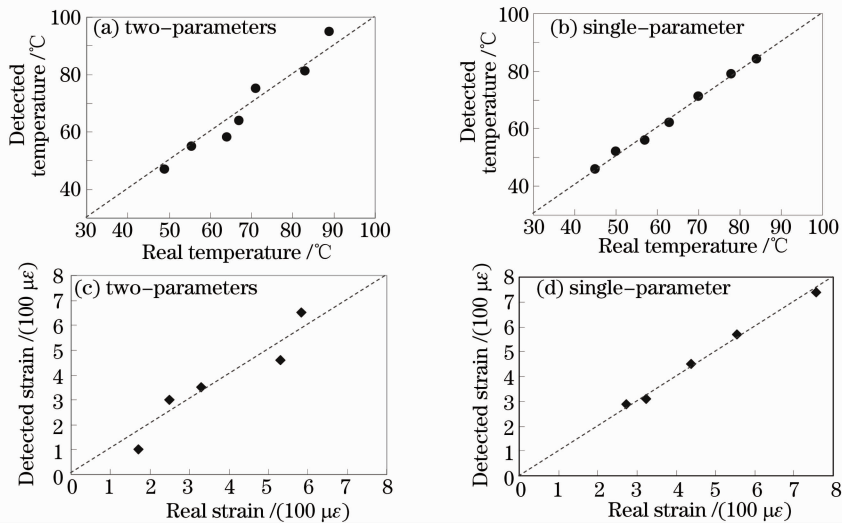 (a) two-parameters
Detected temperature /℃
100
80
60
40
30 40 50 60 70 80 90 100
Real temperature /℃
(b) single-parameter
Detected temperature /℃
100
80
60
40
30 40 50 60 70 80 90 100
Real temperature /℃
(c) two-parameters
Detected strain /(100 με)
8
7
6
5
4
3
2
1
0
0 1 2 3 4 5 6 7 8
Real strain /(100 με)
(d) single-parameter
Detected strain /(100 με)
8
7
6
5
4
3
2
1
0
0 1 2 3 4 5 6 7 8
Real strain /(100 με)